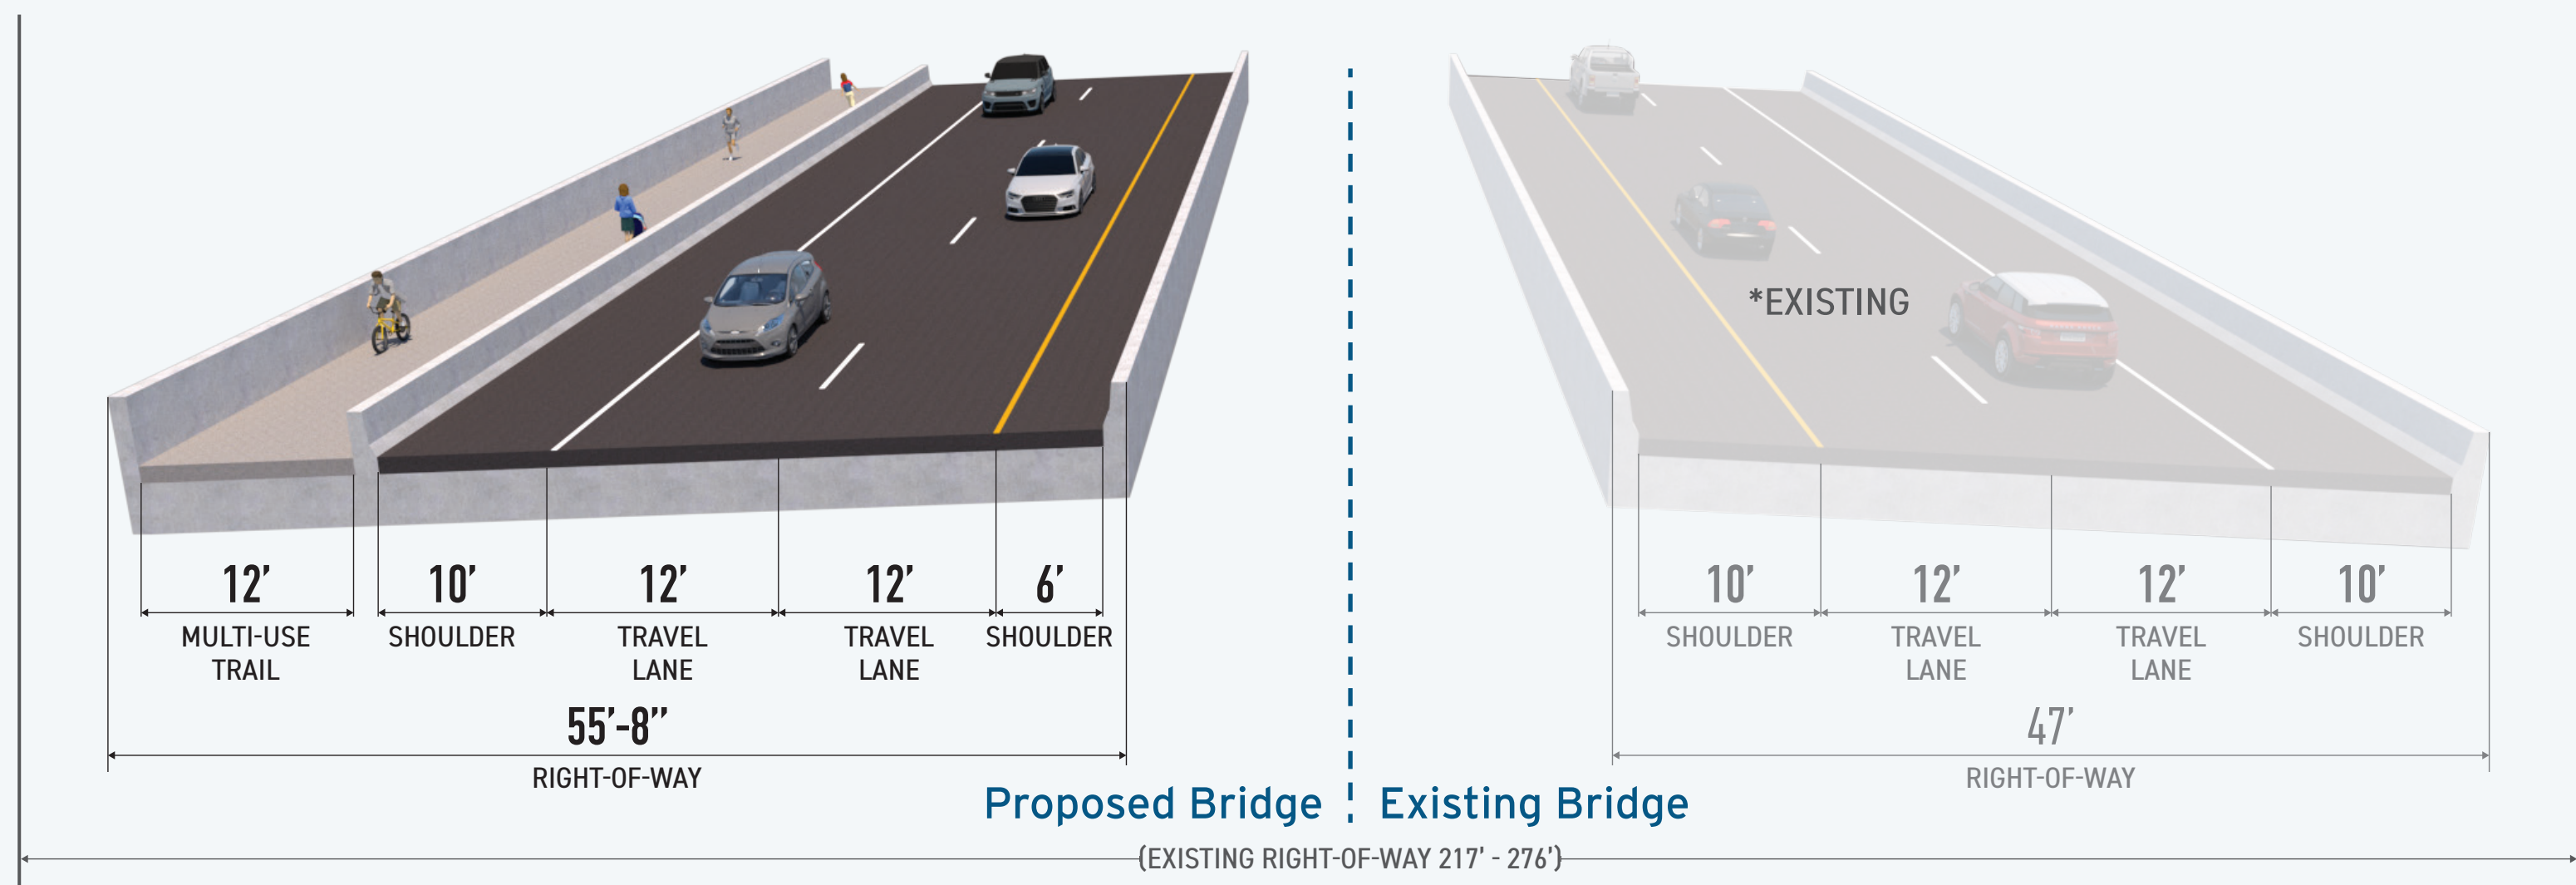 *EXISTING
12’ 10’ 12’ 12’ 6’ 10’ 12’ 12’ 10’
MULTI-USE SHOULDER TRAVEL TRAVEL SHOULDER SHOULDER TRAVEL TRAVEL SHOULDER
TRAIL LANE LANE LANE LANE
55’-8” 47’
RIGHT-OF-WAY RIGHT-OF-WAY
Proposed Bridge Existing Bridge
(EXISTING RIGHT-OF-WAY 217’ - 276’)